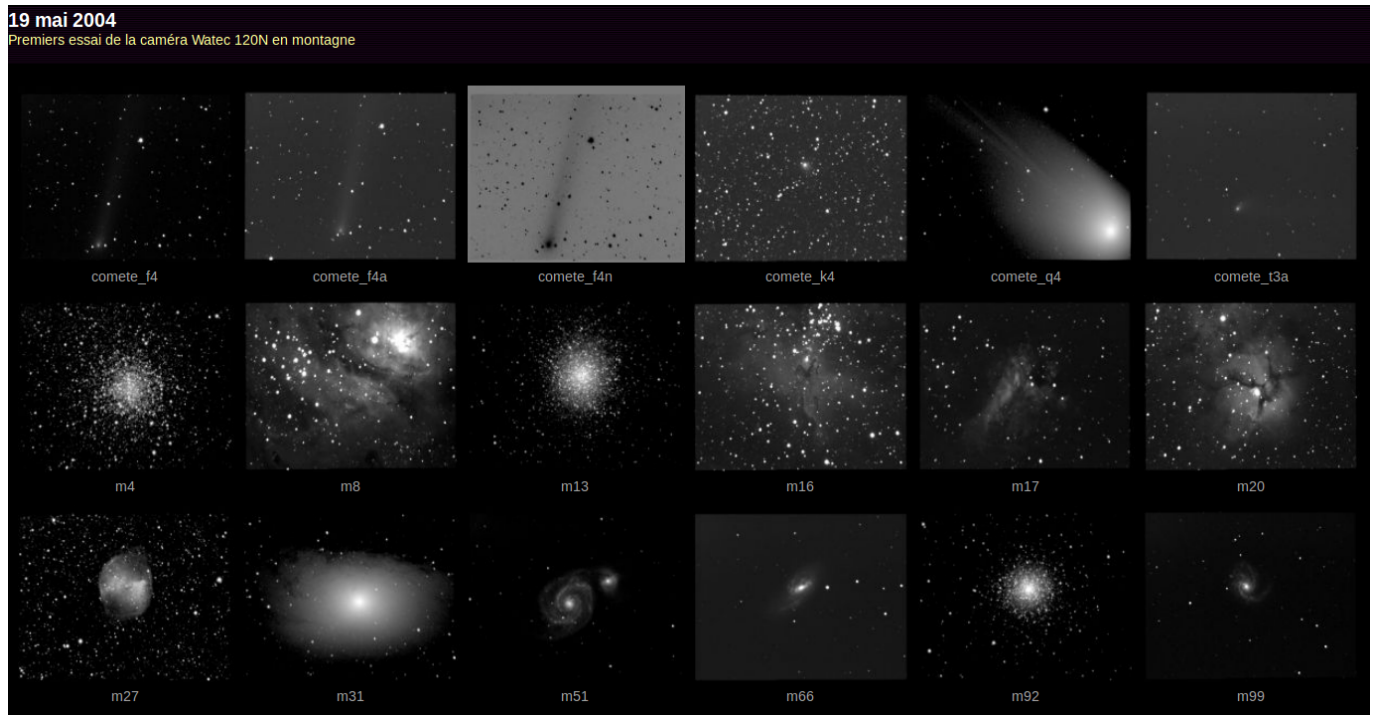 19 mai 2004
Premiers essai de la caméra Watec 120N en montagne
comete_f4 comete_f4a comete_f4n comete_k4 comete_q4 comete_t3a
m4 m8 m13 m16 m17 m20
m27 m31 m51 m66 m92 m99